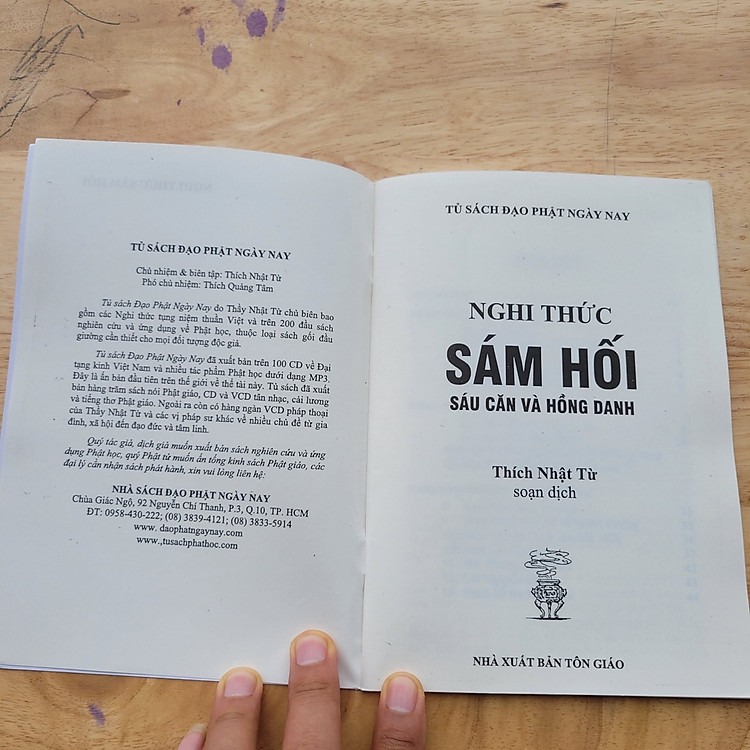 TỦ SÁCH ĐẠO PHẬT NGÀY NAY
Chủ nhiệm & biên tập: Thích Nhật Từ
Phó chủ nhiệm: Thích Quảng Tâm
Tủ sách Đạo Phật Ngày Nay do Thầy Nhật Từ chủ biên bao
gồm các Nghi thức tụng niệm thuần Việt và trên 200 đầu sách
nghiên cứu và ứng dụng về Phật học, thuộc loại sách gối đầu
giường cần thiết cho mọi đối tượng độc giả.
Tủ sách Đạo Phật Ngày Nay đã xuất bản trên 100 CD về Đại
tạng kinh Việt Nam và nhiều tác phẩm Phật học dưới dạng MP3.
Đây là ấn bản đầu tiên trên thế giới về thể tài này. Tủ sách đã xuất
bản hàng trăm sách nói Phật giáo, CD và VCD tân nhạc, cải lương
và tiếng thơ Phật giáo. Ngoài ra còn có hàng ngàn VCD pháp thoại
của Thầy Nhật Từ và các vị pháp sư khác về nhiều chủ đề từ gia
đình, xã hội đến đạo đức và tâm linh.
Quý tác giả, dịch giả muốn xuất bản sách nghiên cứu và ứng
dụng Phật học, quý Phật tử muốn ấn tống kinh sách Phật giáo, các
đại lý cần nhận sách phát hành, xin vui lòng liên hệ:
NHÀ SÁCH ĐẠO PHẬT NGÀY NAY
Chùa Giác Ngộ, 92 Nguyễn Chí Thanh, P.3, Q.10, TP. HCM
ĐT: 0958-430-222; (08) 3839-4121; (08) 3833-5914
www. daophatngaynay.com
www.,tusachphathoc.com
TỦ SÁCH ĐẠO PHẬT NGÀY NAY
NGHI THỨC
SÁM HỐI
SÁU CĂN VÀ HỒNG DANH
Thích Nhật Từ
soạn dịch
NHÀ XUẤT BẢN TÔN GIÁO